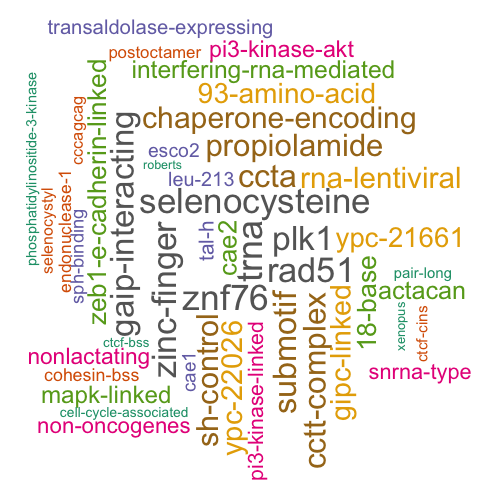 transaldolase-expressing
postoctamer
pi3-kinase-akt
interfering-rna-mediated
93-amino-acid
chaperone-encoding
esco2
propiolamide
roberts
leu-213
ccta
rna-lentiviral
selenocysteine
plk1
ypc-21661
rad51
znf76
pair-long
actacan
ctcf-bss
nonlactating
cohesin-bss
snrna-type
mapk-linked
cell-cycle-associated
non-oncogenes
phosphatidylinositide-3-kinase
selenocystyl
endonuclease-1
cccagcag
sph-binding
zeb1-e-cadherin-linked
gaip-interacting
zinc-finger
cae1
tal-h
cae2
trna
sh-control
ypc-22026
pi3-kinase-linked
submotif
cctt-complex
gipc-linked
18-base
xenopus
ctcf-cins